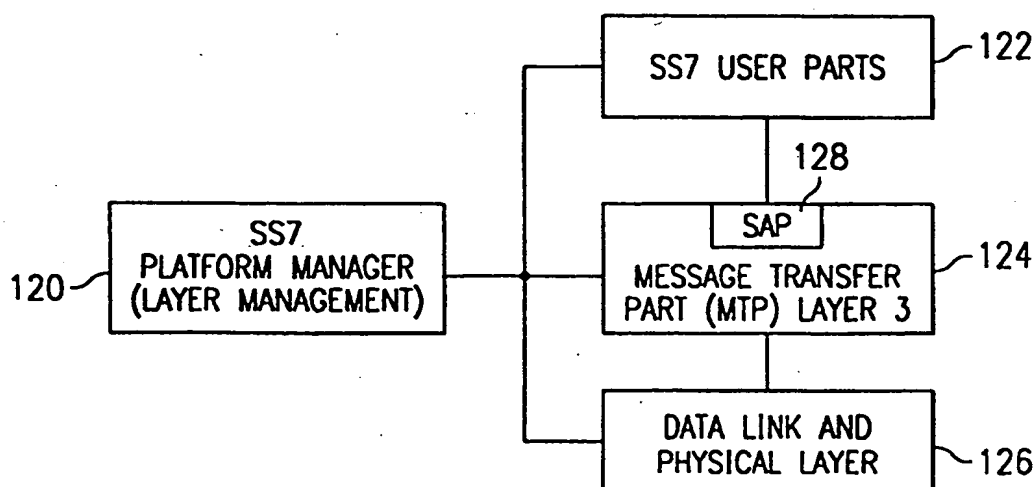 SS7 USER PARTS
122
128
SAP
SS7
PLATFORM MANAGER
(LAYER MANAGEMENT)
120
MESSAGE TRANSFER
PART (MTP) LAYER 3
124
DATA LINK AND
PHYSICAL LAYER
126